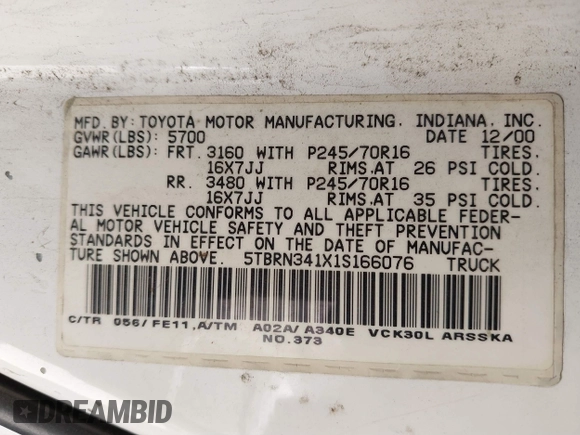 MFD. BY: TOYOTA MOTOR MANUFACTURING, INDIANA, INC.
GVWR(LBS): 5700 DATE 12/00
GAWR(LBS): FRT. 3160 WITH P245/70R16 TIRES.
16X7JJ RIMS.AT 26 PSI COLD.
RR. 3480 WITH P245/70R16 TIRES.
16X7JJ RIMS.AT 35 PSI COLD.
THIS VEHICLE CONFORMS TO ALL APPLICABLE FEDER-
AL MOTOR VEHICLE SAFETY AND THEFT PREVENTION
STANDARDS IN EFFECT ON THE DATE OF MANUFAC-
TURE SHOWN ABOVE. 5TBRN341X1S166076 TRUCK
C/TR 056/FE11,A/TM A02A/A340E VCK30L ARSSKA
NO.373
DREAMBID